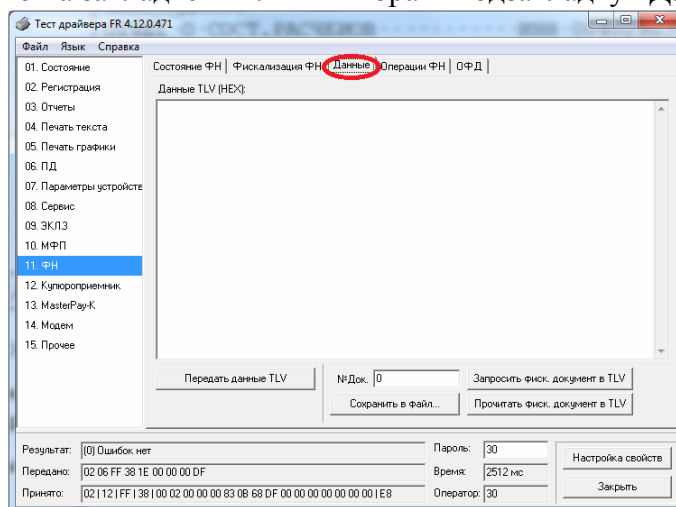 Тест драйвера FR 4.12.0.471
Файл Язык Справка
01. Состояние
02. Регистрация
03. Отчеты
04. Печать текста
05. Печать графики
06. ПД
07. Параметры устройств
08. Сервис
09. ЭКЛЗ
10. МФП
11. ФН
12. Купюроприемник
13. MasterPay-K
14. Модем
15. Прочее
Состояние ФН Фискализация ФН Данные Операции ФН ОФД
Данные TLV (HEX):
Передать данные TLV
№Док. 0
Запросить фиск. документ в TLV
Сохранить в файл...
Прочитать фиск. документ в TLV
Результат: (0) Ошибок нет
Пароль: 30
Передано: 02 06 FF 38 1E 00 00 00 DF
Время: 2512 мс
Принято: 02 | 12 | FF | 38 | 00 02 00 00 00 83 0B 68 DF 00 00 00 00 00 00 00 | E8
Оператор: 30
Настройка свойств
Закрыть